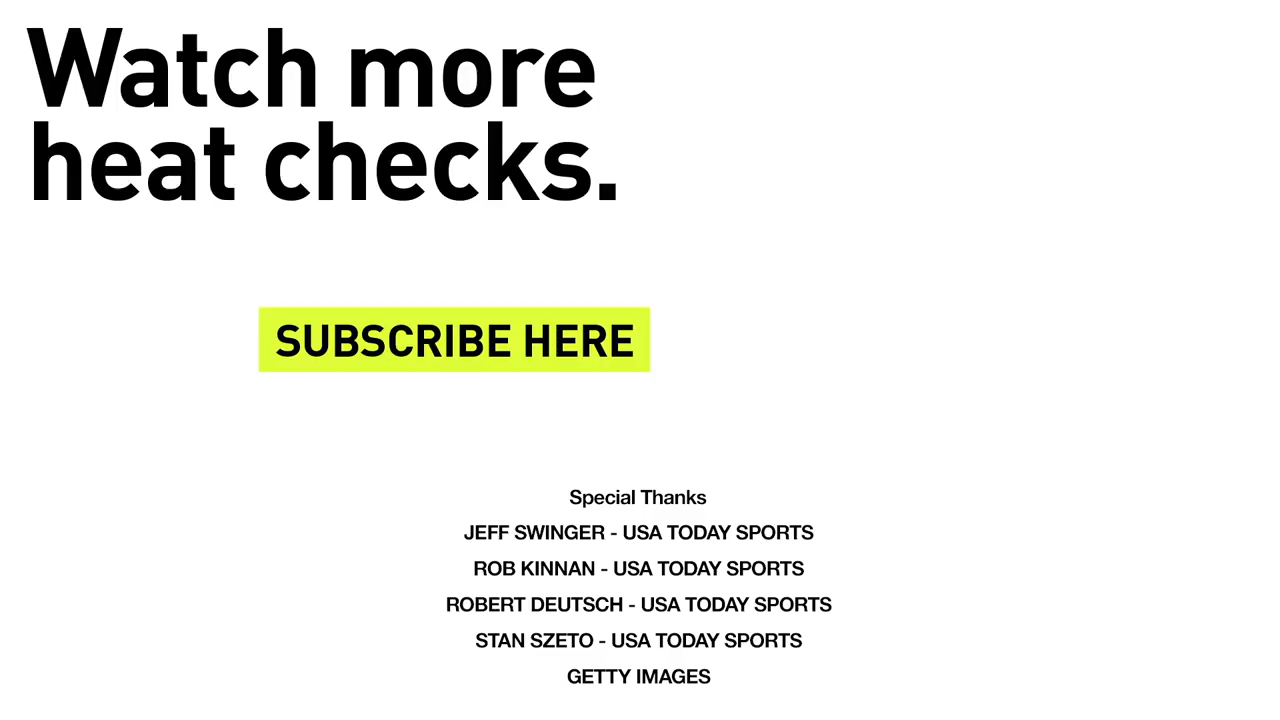 Watch more
heat checks.
SUBSCRIBE HERE
Special Thanks
JEFF SWINGER - USA TODAY SPORTS
ROB KINNAN - USA TODAY SPORTS
ROBERT DEUTSCH - USA TODAY SPORTS
STAN SZETO - USA TODAY SPORTS
GETTY IMAGES